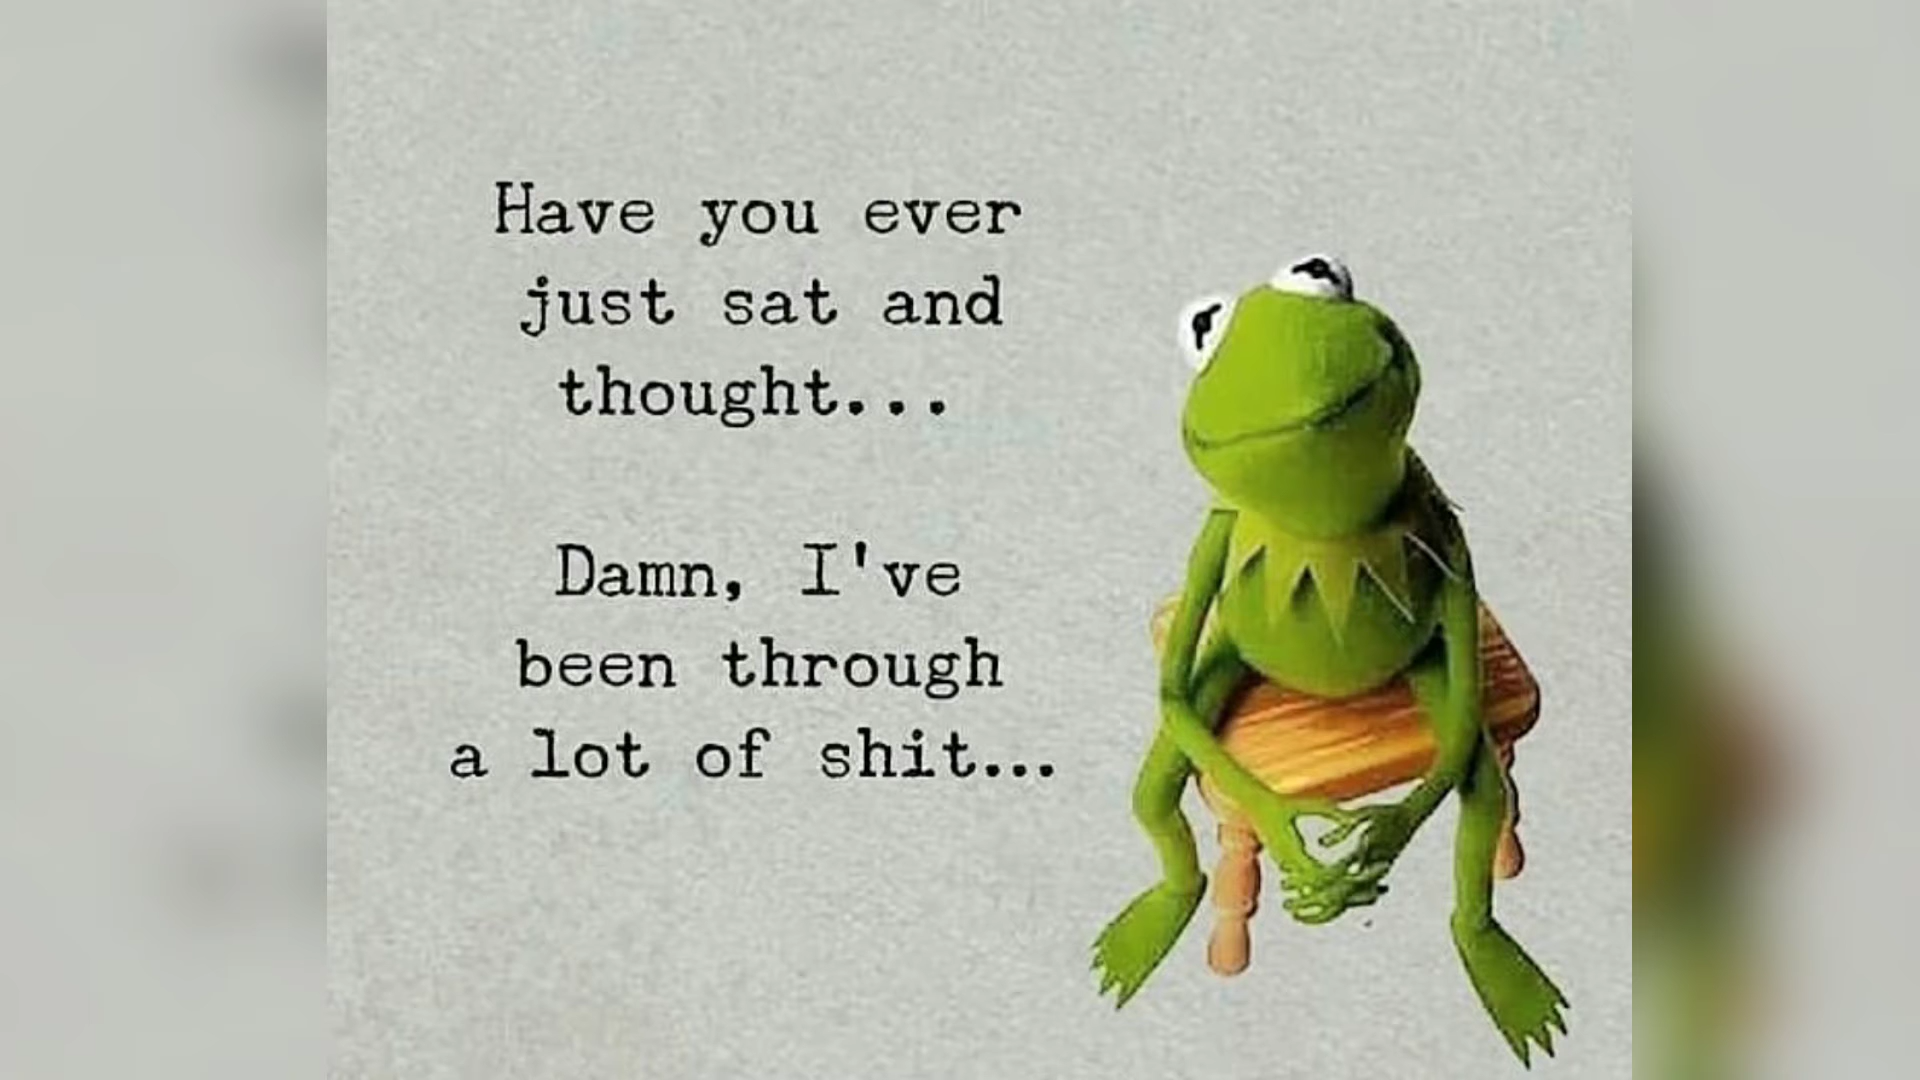 Have you ever
just sat and
thought...
Damn, I've
been through
a lot of shit...